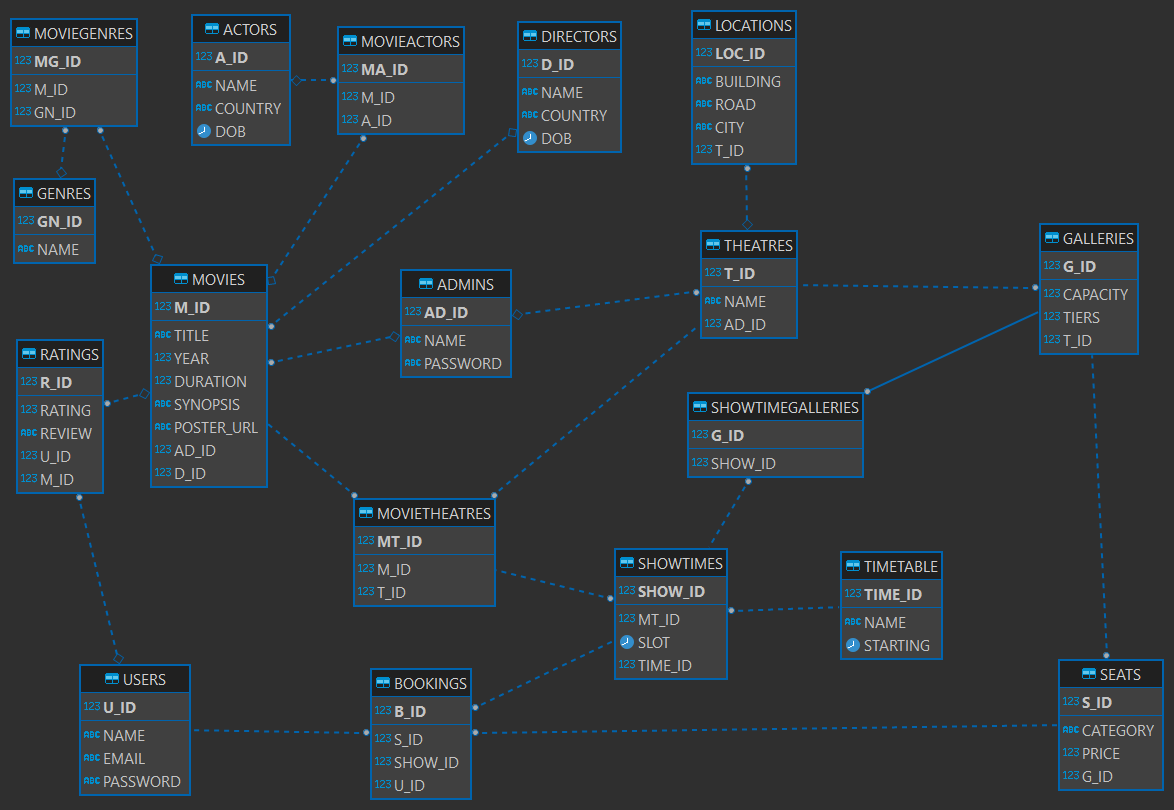 MOVIEGENRES
123 MG_ID
123 M_ID
123 GN_ID
ACTORS
123 A_ID
ABC NAME
ABC COUNTRY
DOB
MOVIEACTORS
123 MA_ID
123 M_ID
123 A_ID
DIRECTORS
123 D_ID
ABC NAME
ABC COUNTRY
DOB
LOCATIONS
123 LOC_ID
ABC BUILDING
ABC ROAD
ABC CITY
123 T_ID
GENRES
123 GN_ID
ABC NAME
MOVIES
123 M_ID
ABC TITLE
123 YEAR
123 DURATION
ABC SYNOPSIS
ABC POSTER_URL
123 AD_ID
123 D_ID
ADMINS
123 AD_ID
ABC NAME
ABC PASSWORD
THEATRES
123 T_ID
ABC NAME
123 AD_ID
GALLERIES
123 G_ID
123 CAPACITY
123 TIERS
123 T_ID
RATINGS
123 R_ID
123 RATING
ABC REVIEW
123 U_ID
123 M_ID
SHOWTIMEGALLERIES
123 G_ID
123 SHOW_ID
MOVIETHEATRES
123 MT_ID
123 M_ID
123 T_ID
SHOWTIMES
123 SHOW_ID
123 MT_ID
SLOT
123 TIME_ID
TIMETABLE
123 TIME_ID
ABC NAME
STARTING
USERS
123 U_ID
ABC NAME
ABC EMAIL
ABC PASSWORD
BOOKINGS
123 B_ID
123 S_ID
123 SHOW_ID
123 U_ID
SEATS
123 S_ID
ABC CATEGORY
123 PRICE
123 G_ID